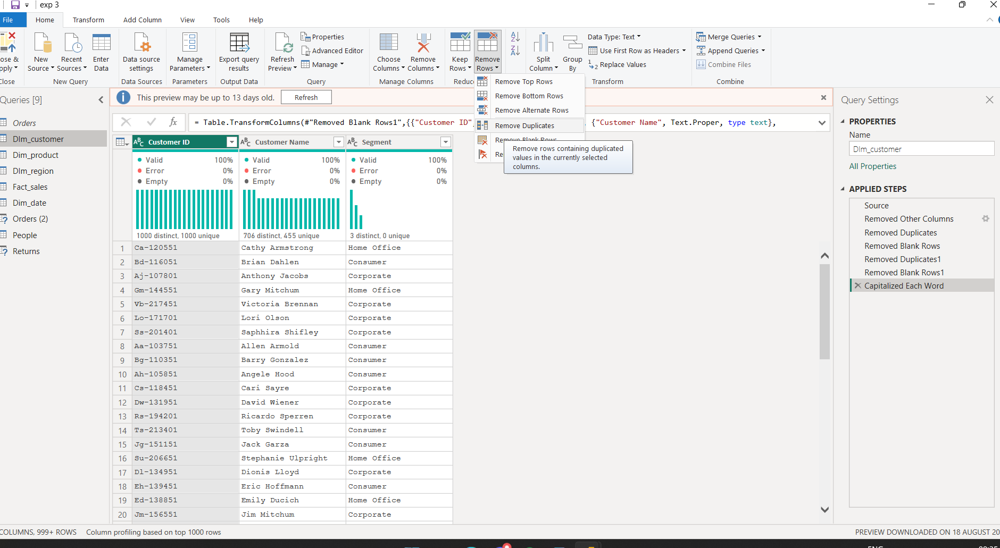 exp 3
File Home Transform Add Column View Tools Help
ose &
pply
New
Source
Recent
Sources
Enter
Data
Data source
settings
Manage
Parameters
Export query
results
Refresh
Preview
Properties
Advanced Editor
Manage
Choose
Columns
Remove
Columns
Keep
Rows
Remove
Rows
Split
Column
Group
By
Data Type: Text
Use First Row as Headers
Replace Values
Merge Queries
Append Queries
Combine Files
Close New Query Data Sources Parameters Output Data Query Manage Columns Reduc Transform Combine
Remove Top Rows
Remove Bottom Rows
Remove Alternate Rows
Remove Duplicates
Remove Blank Rows
Re
Remove rows containing duplicated
values in the currently selected
columns.
Queries [9]
Orders
DIm_customer
Dim_product
DIm_region
Fact_sales
Dim_date
Orders (2)
People
Returns
This preview may be up to 13 days old. Refresh
fx = Table.TransformColumns(#"Removed Blank Rows1",{{"Customer ID" , {"Customer Name", Text.Proper, type text},
ABC Customer ID ABC Customer Name ABC Segment
Valid 100% Valid 100% Valid 100%
Error 0% Error 0% Error 0%
Empty 0% Empty 0% Empty 0%
1000 distinct, 1000 unique 706 distinct, 455 unique 3 distinct, 0 unique
1 Ca-120551 Cathy Armstrong Home Office
2 Bd-116051 Brian Dahlen Consumer
3 Aj-107801 Anthony Jacobs Corporate
4 Gm-144551 Gary Mitchum Home Office
5 Vb-217451 Victoria Brennan Corporate
6 Lo-171701 Lori Olson Corporate
7 Ss-201401 Saphhira Shifley Corporate
8 Aa-103751 Allen Armold Consumer
9 Bg-110351 Barry Gonzalez Consumer
10 Ah-105851 Angele Hood Consumer
11 Cs-118451 Cari Sayre Corporate
12 Dw-131951 David Wiener Corporate
13 Rs-194201 Ricardo Sperren Corporate
14 Ts-213401 Toby Swindell Consumer
15 Jg-151151 Jack Garza Consumer
16 Su-206651 Stephanie Ulpright Home Office
17 Dl-134951 Dionis Lloyd Corporate
18 Eh-139451 Eric Hoffmann Consumer
19 Ed-138851 Emily Ducich Home Office
20 Jm-156551 Jim Mitchum Corporate
Query Settings
PROPERTIES
Name
DIm_customer
All Properties
APPLIED STEPS
Source
Removed Other Columns
Removed Duplicates
Removed Blank Rows
Removed Duplicates1
Removed Blank Rows1
Capitalized Each Word
COLUMNS, 999+ ROWS Column profiling based on top 1000 rows PREVIEW DOWNLOADED ON 18 AUGUST 20